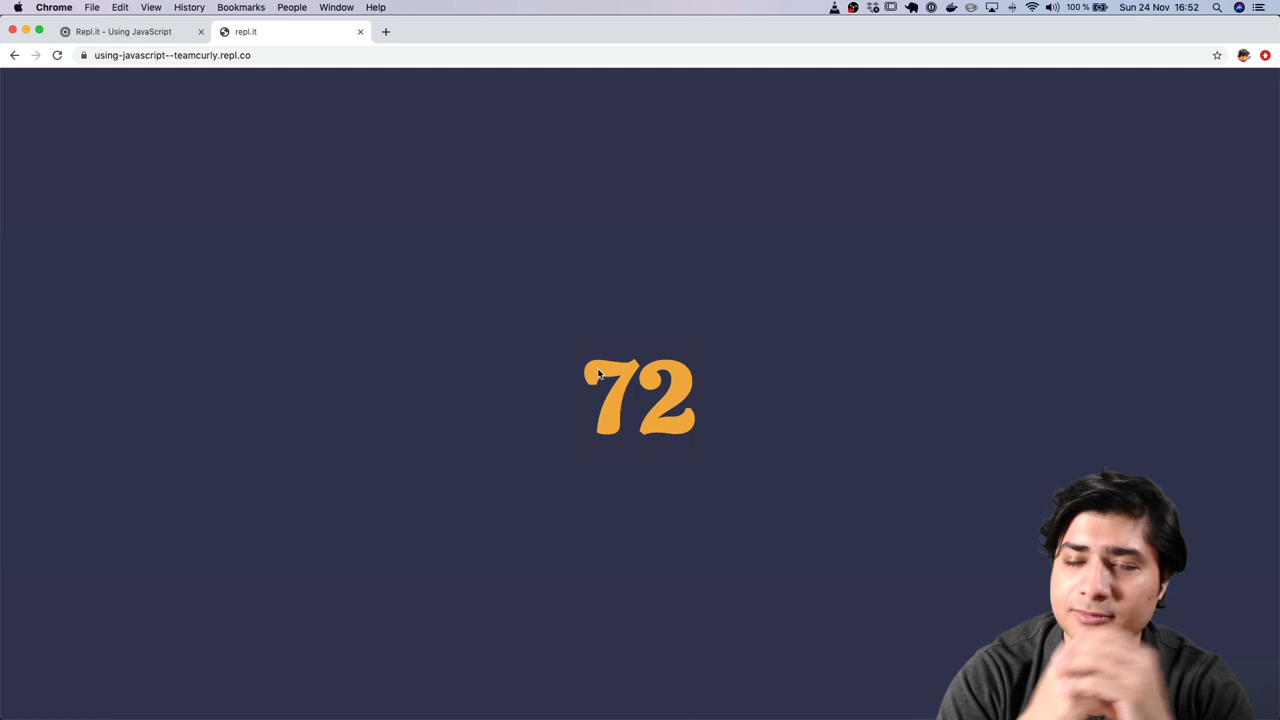 Chrome File Edit View History Bookmarks People Window Help 100 % Sun 24 Nov 16:52
Repl.it - Using JavaScript repl.it
using-javascript--teamcurly.repl.co
72